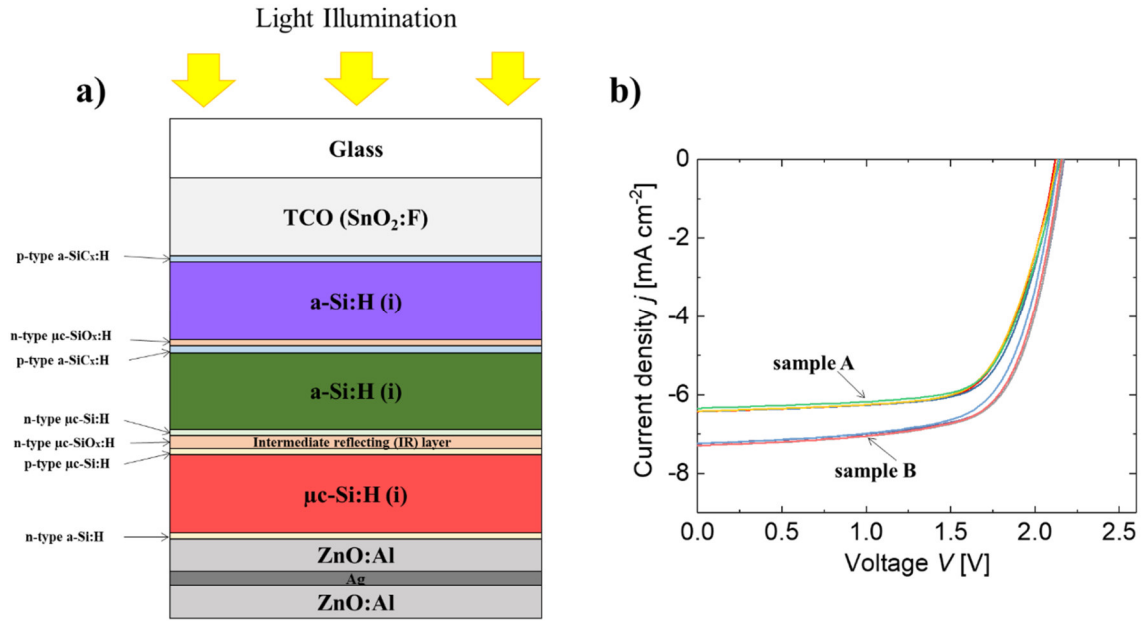 Light Illumination
a)
Glass
TCO (SnO₂:F)
p-type a-SiCₓ:H
a-Si:H (i)
n-type μc-SiOₓ:H
p-type a-SiCₓ:H
a-Si:H (i)
n-type μc-Si:H
n-type μc-SiOₓ:H
Intermediate reflecting (IR) layer
p-type μc-Si:H
μc-Si:H (i)
n-type a-Si:H
ZnO:Al
Ag
ZnO:Al
b)
0
-2
-4
-6
-8
Current density j [mA cm⁻²]
sample A
sample B
0.0 0.5 1.0 1.5 2.0 2.5
Voltage V [V]